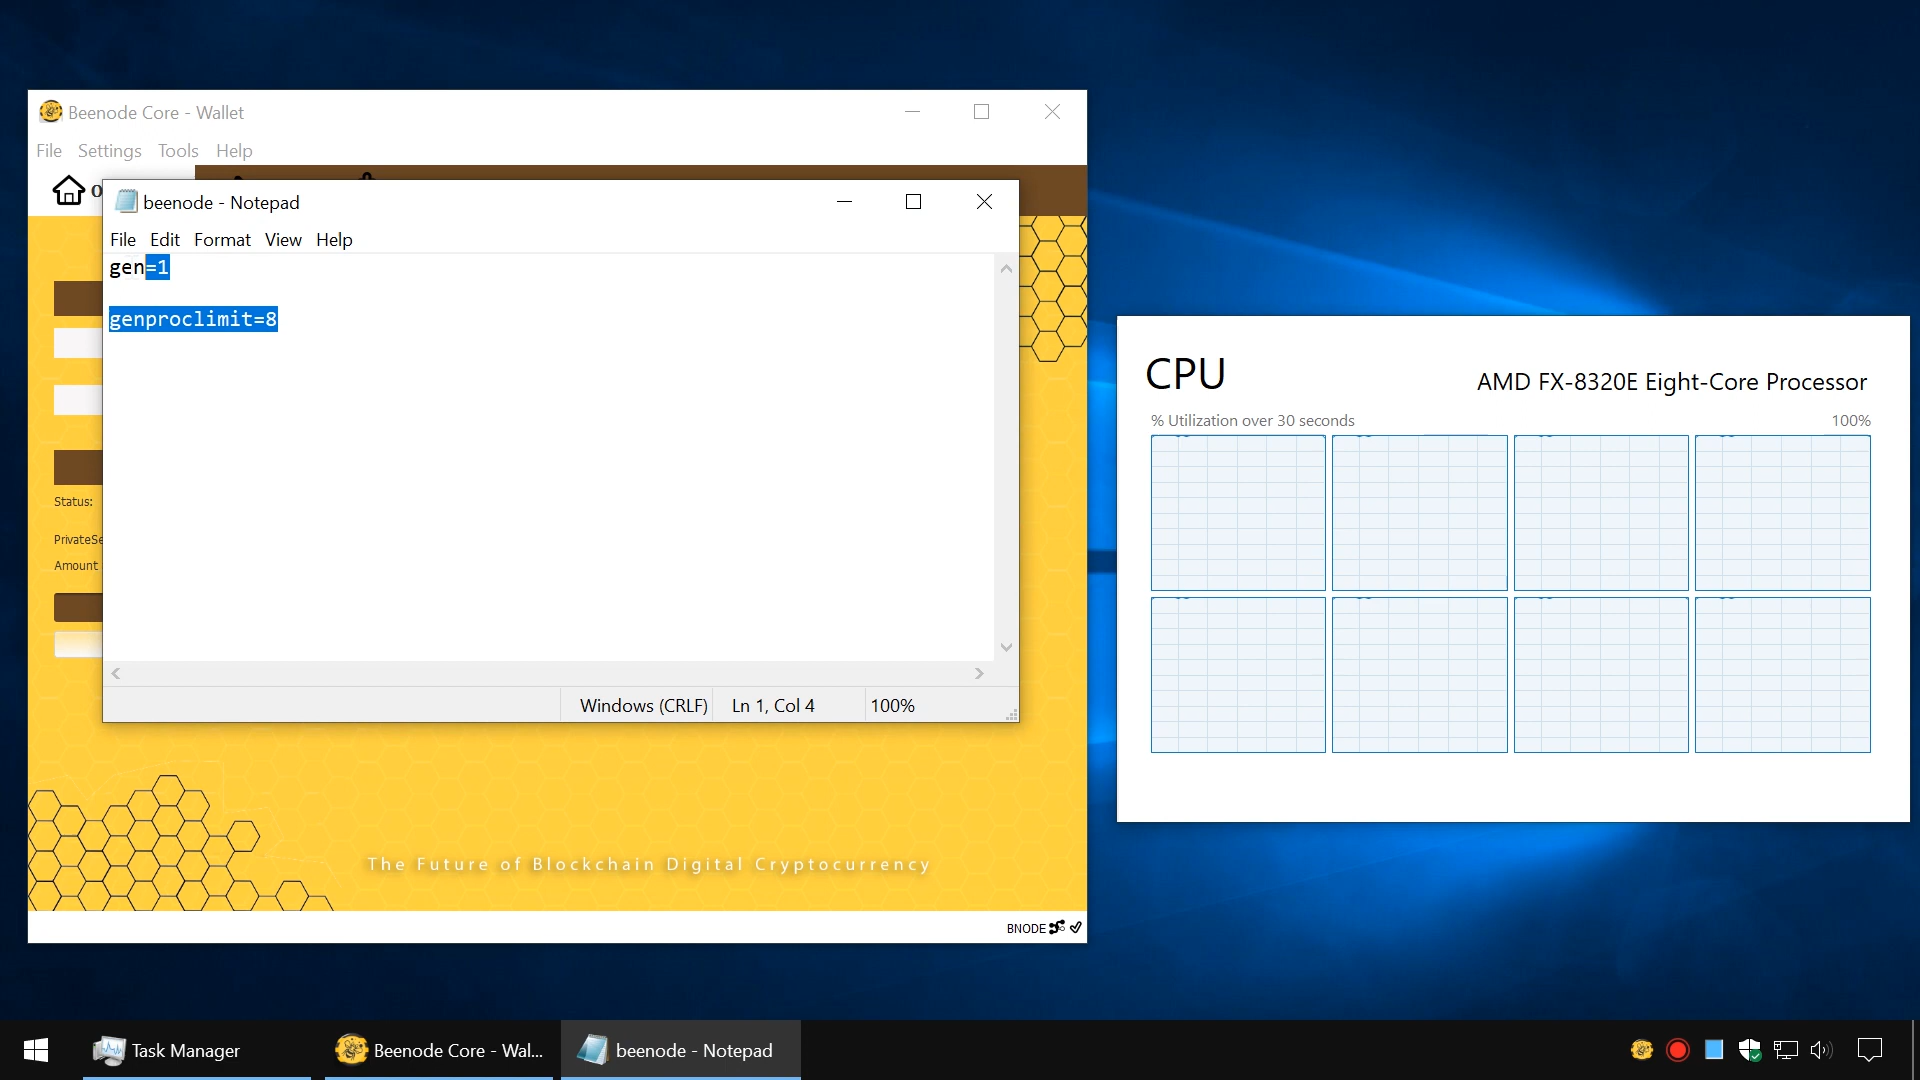 Beenode Core - Wallet
File Settings Tools Help
beenode - Notepad
File Edit Format View Help
gen=1
genproclimit=8
Status:
PrivateSe
Amount
Windows (CRLF)
Ln 1, Col 4
100%
The Future of Blockchain Digital Cryptocurrency
BNODE
CPU
AMD FX-8320E Eight-Core Processor
% Utilization over 30 seconds
100%
Task Manager
Beenode Core - Wal...
beenode - Notepad